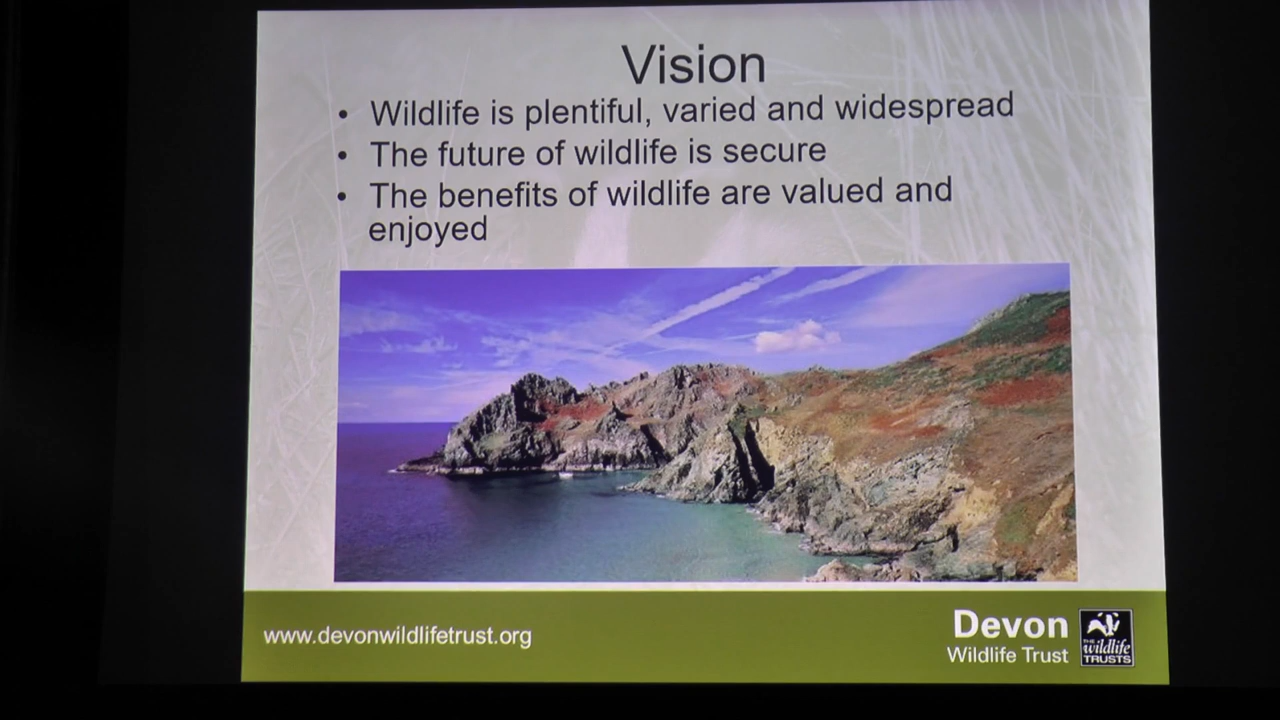 Vision
• Wildlife is plentiful, varied and widespread
• The future of wildlife is secure
• The benefits of wildlife are valued and
enjoyed
www.devonwildlifetrust.org
Devon
Wildlife Trust
THE
wildlife
TRUSTS